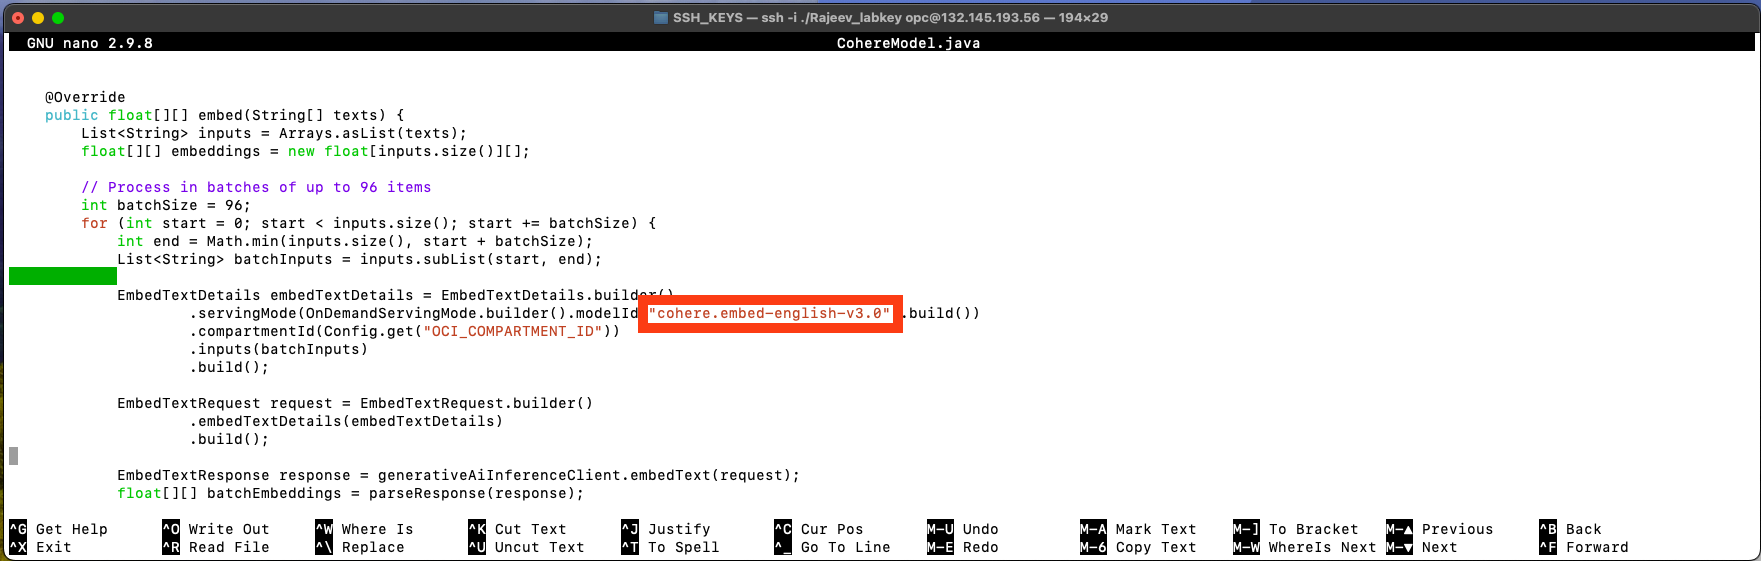 SSH_KEYS — ssh -i ./Rajeev_labkey opc@132.145.193.56 — 194×29
GNU nano 2.9.8 CohereModel.java
@Override
public float[][] embed(String[] texts) {
List<String> inputs = Arrays.asList(texts);
float[][] embeddings = new float[inputs.size()][];
// Process in batches of up to 96 items
int batchSize = 96;
for (int start = 0; start < inputs.size(); start += batchSize) {
int end = Math.min(inputs.size(), start + batchSize);
List<String> batchInputs = inputs.subList(start, end);
EmbedTextDetails embedTextDetails = EmbedTextDetails.builder()
.servingMode(OnDemandServingMode.builder().modelId "cohere.embed-english-v3.0" .build())
.compartmentId(Config.get("OCI_COMPARTMENT_ID"))
.inputs(batchInputs)
.build();
EmbedTextRequest request = EmbedTextRequest.builder()
.embedTextDetails(embedTextDetails)
.build();
EmbedTextResponse response = generativeAiInferenceClient.embedText(request);
float[][] batchEmbeddings = parseResponse(response);
^G Get Help ^O Write Out ^W Where Is ^K Cut Text ^J Justify ^C Cur Pos M-U Undo M-A Mark Text M-] To Bracket M-▲ Previous ^B Back
^X Exit ^R Read File ^\ Replace ^U Uncut Text ^T To Spell ^_ Go To Line M-E Redo M-6 Copy Text M-W WhereIs Next M-▼ Next ^F Forward